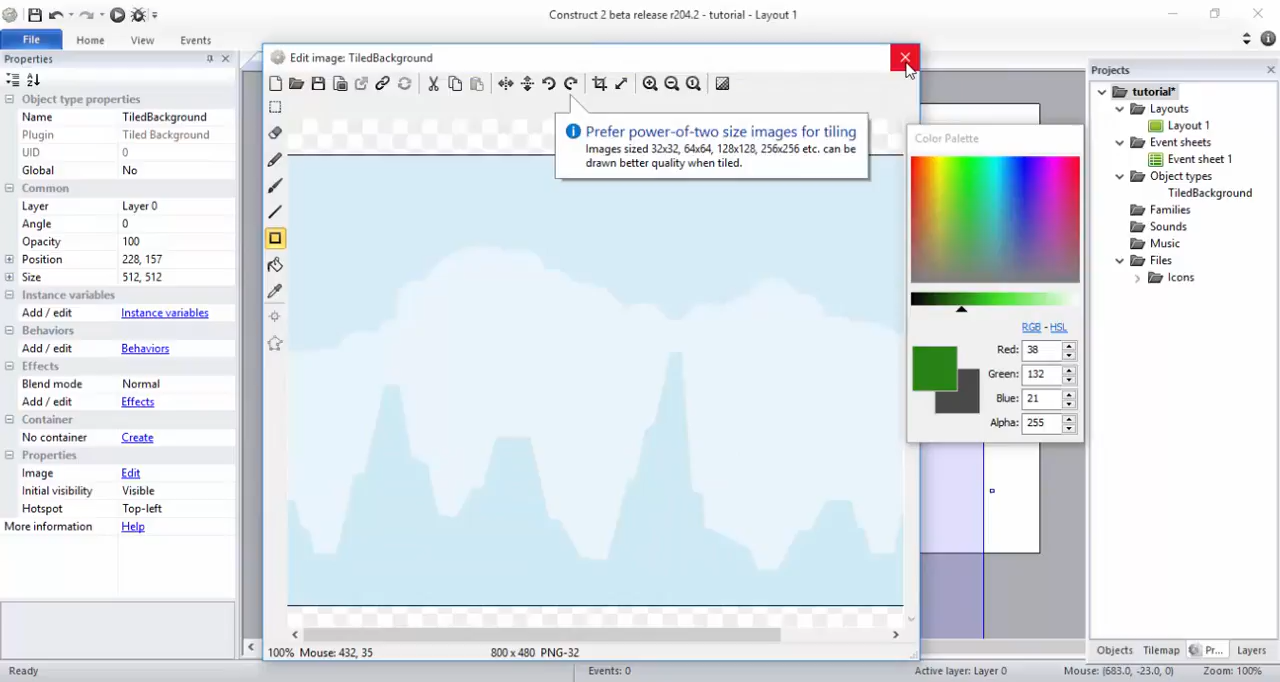 Construct 2 beta release r204.2 - tutorial - Layout 1
File Home View Events
Properties
Object type properties
Name TiledBackground
Plugin Tiled Background
UID 0
Global No
Common
Layer Layer 0
Angle 0
Opacity 100
Position 228, 157
Size 512, 512
Instance variables
Add / edit Instance variables
Behaviors
Add / edit Behaviors
Effects
Blend mode Normal
Add / edit Effects
Container
No container Create
Properties
Image Edit
Initial visibility Visible
Hotspot Top-left
More information Help
Edit image: TiledBackground
Prefer power-of-two size images for tiling
Images sized 32x32, 64x64, 128x128, 256x256 etc. can be
drawn better quality when tiled.
100% Mouse: 432, 35 800 x 480 PNG-32
Color Palette
RGB - HSL
Red: 38
Green: 132
Blue: 21
Alpha: 255
Projects
tutorial*
Layouts
Layout 1
Event sheets
Event sheet 1
Object types
TiledBackground
Families
Sounds
Music
Files
Icons
Objects Tilemap Pr... Layers
Ready Events: 0 Active layer: Layer 0 Mouse: (683.0, -23.0, 0) Zoom: 100%